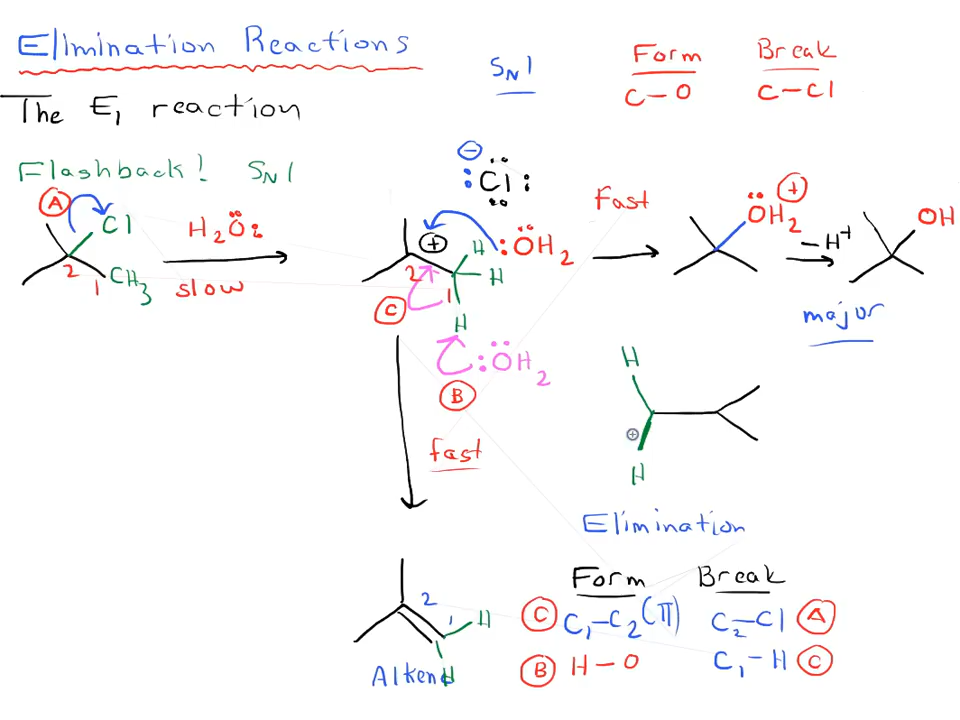 Elimination Reactions
SN1
Form Break
C-O C-Cl
The E1 reaction
Flashback! SN1
A
Cl
2
1
CH3
H2Ö:
slow
⊖
:Cl:
⊕
:ÖH2
H
H
H
2
1
C
Fast
ÖH2
⊕
-H+
OH
major
:ÖH2
B
fast
H
⊕
H
Elimination
Form Break
C C1-C2(π) C2-Cl A
B H-O C1-H C
2
1
H
H
Alkene